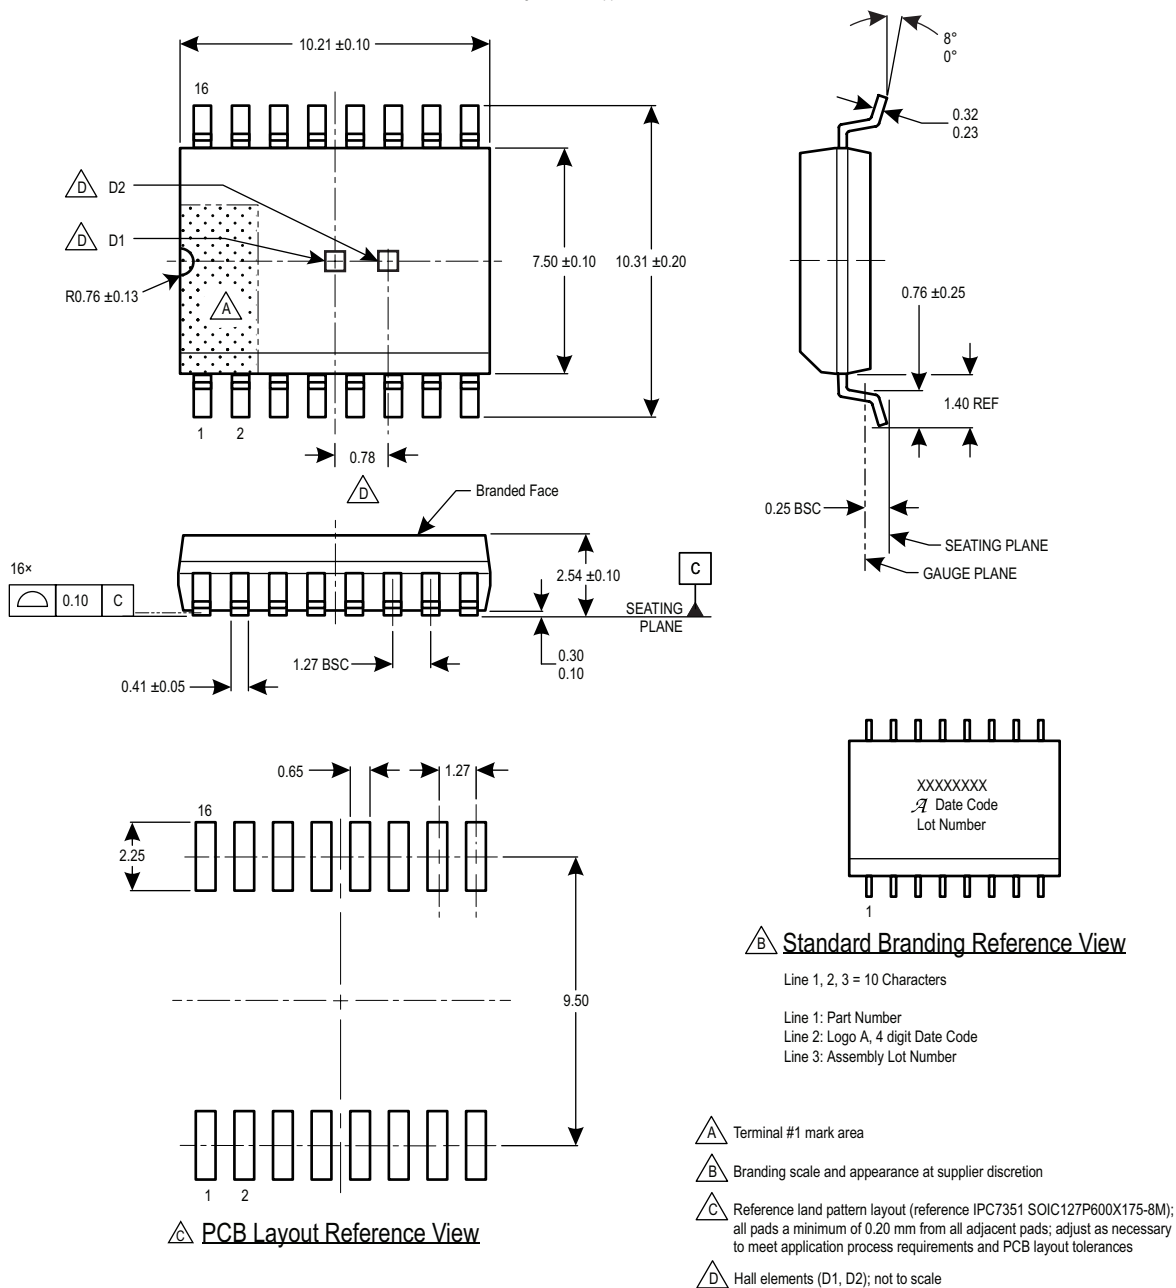 10.21 ±0.10
8°
0°
16
0.32
0.23
D D2
D D1
7.50 ±0.10
10.31 ±0.20
R0.76 ±0.13
A
0.76 ±0.25
1.40 REF
1 2
0.78
D
Branded Face
0.25 BSC
SEATING PLANE
GAUGE PLANE
16×
0.10 C
2.54 ±0.10
C
SEATING
PLANE
1.27 BSC
0.30
0.10
0.41 ±0.05
0.65
1.27
16
2.25
9.50
1 2
C PCB Layout Reference View
XXXXXXXX
A Date Code
Lot Number
1
B Standard Branding Reference View
Line 1, 2, 3 = 10 Characters
Line 1: Part Number
Line 2: Logo A, 4 digit Date Code
Line 3: Assembly Lot Number
A Terminal #1 mark area
B Branding scale and appearance at supplier discretion
C Reference land pattern layout (reference IPC7351 SOIC127P600X175-8M);
all pads a minimum of 0.20 mm from all adjacent pads; adjust as necessary
to meet application process requirements and PCB layout tolerances
D Hall elements (D1, D2); not to scale